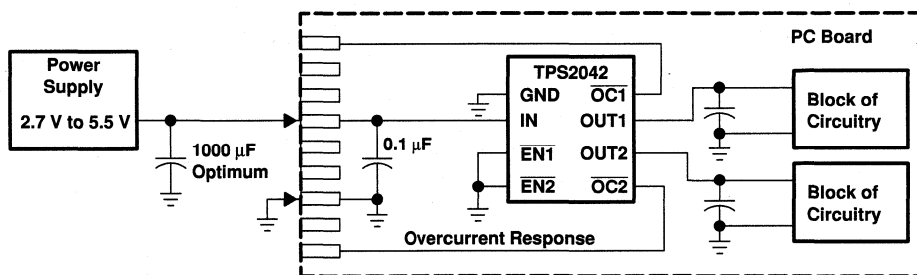 PC Board
Power
Supply
2.7 V to 5.5 V
1000 μF
Optimum
0.1 μF
TPS2042
GND
OC1
IN
OUT1
EN1
OUT2
EN2
OC2
Overcurrent Response
Block of
Circuitry
Block of
Circuitry